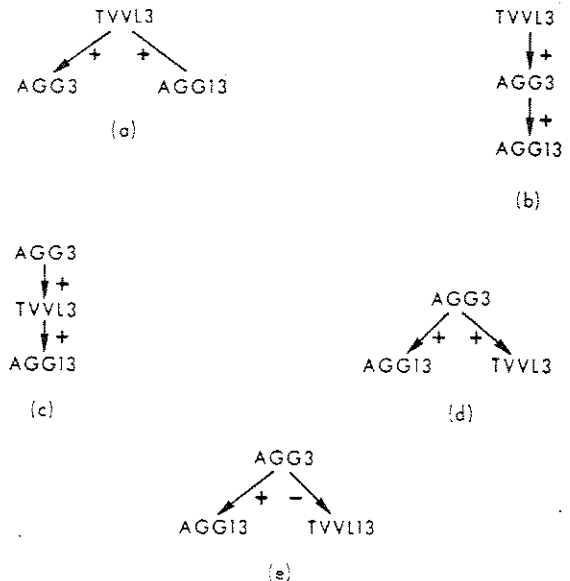 TVVL3
+ +
AGG3 AGG13
(a)
TVVL3
+
AGG3
+
AGG13
(b)
AGG3
+
TVVL3
+
AGG13
(c)
AGG3
+ +
AGG13 TVVL3
(d)
AGG3
+ −
AGG13 TVVL13
(e)